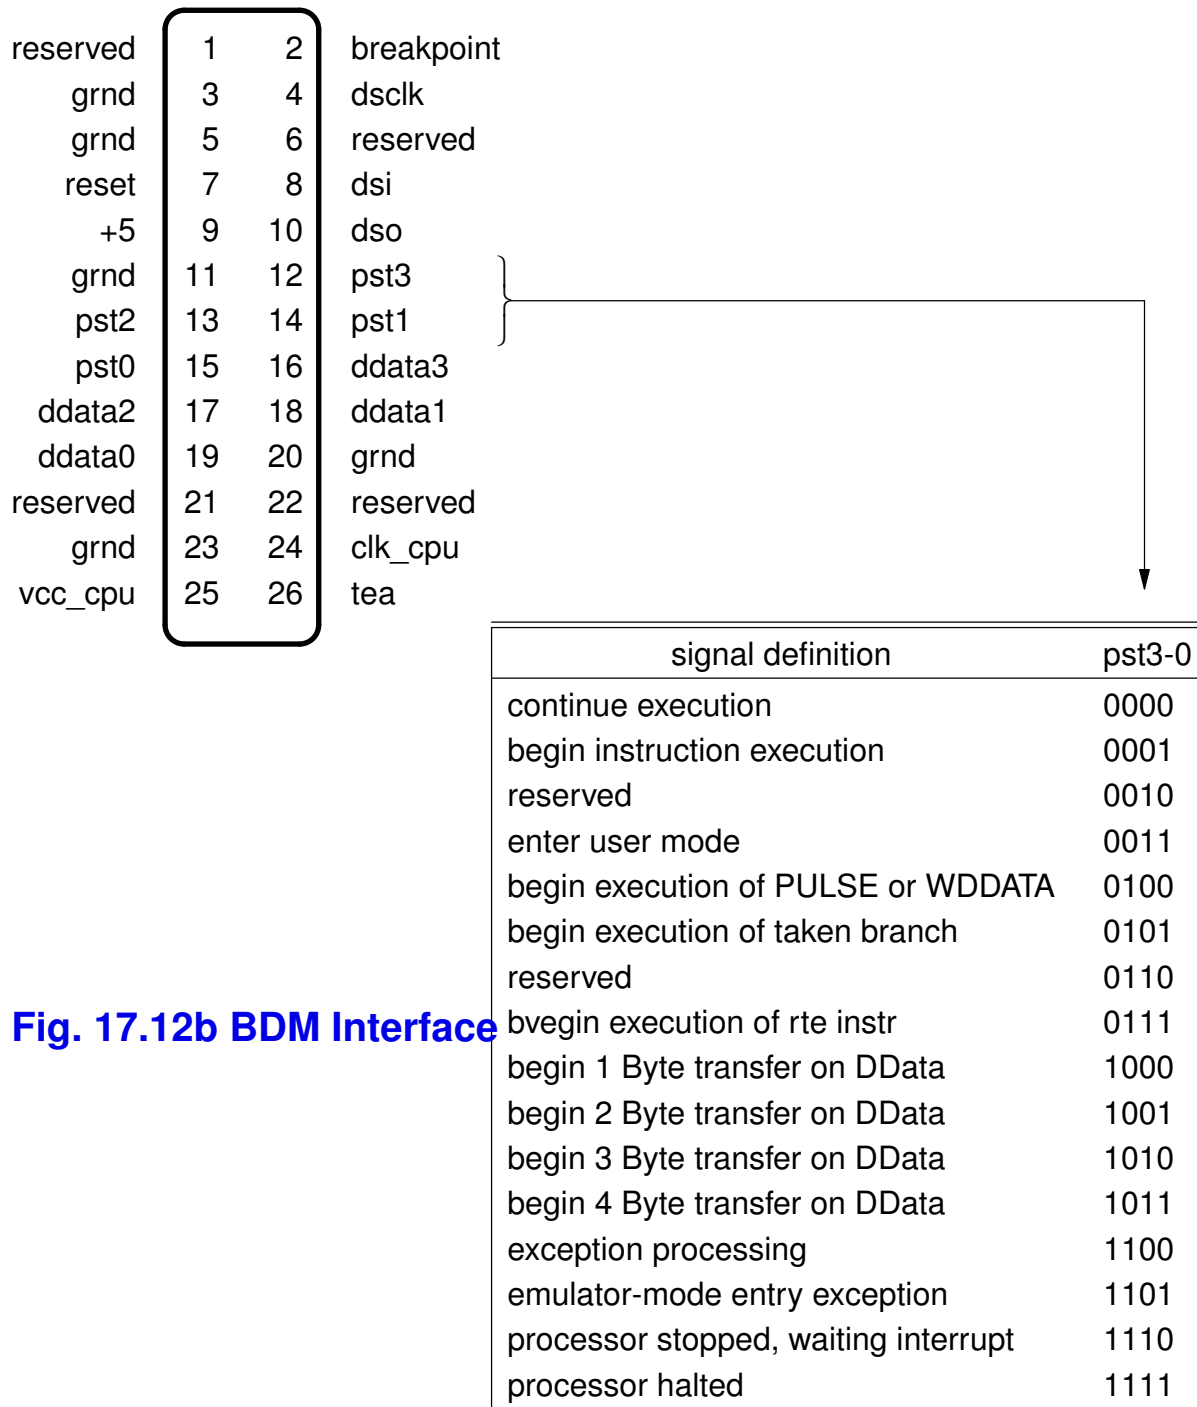 reserved 1 2 breakpoint
grnd 3 4 dsclk
grnd 5 6 reserved
reset 7 8 dsi
+5 9 10 dso
grnd 11 12 pst3
pst2 13 14 pst1
pst0 15 16 ddata3
ddata2 17 18 ddata1
ddata0 19 20 grnd
reserved 21 22 reserved
grnd 23 24 clk_cpu
vcc_cpu 25 26 tea
signal definition pst3-0
continue execution 0000
begin instruction execution 0001
reserved 0010
enter user mode 0011
begin execution of PULSE or WDDATA 0100
begin execution of taken branch 0101
reserved 0110
Fig. 17.12b BDM Interface
bvegin execution of rte instr 0111
begin 1 Byte transfer on DData 1000
begin 2 Byte transfer on DData 1001
begin 3 Byte transfer on DData 1010
begin 4 Byte transfer on DData 1011
exception processing 1100
emulator-mode entry exception 1101
processor stopped, waiting interrupt 1110
processor halted 1111